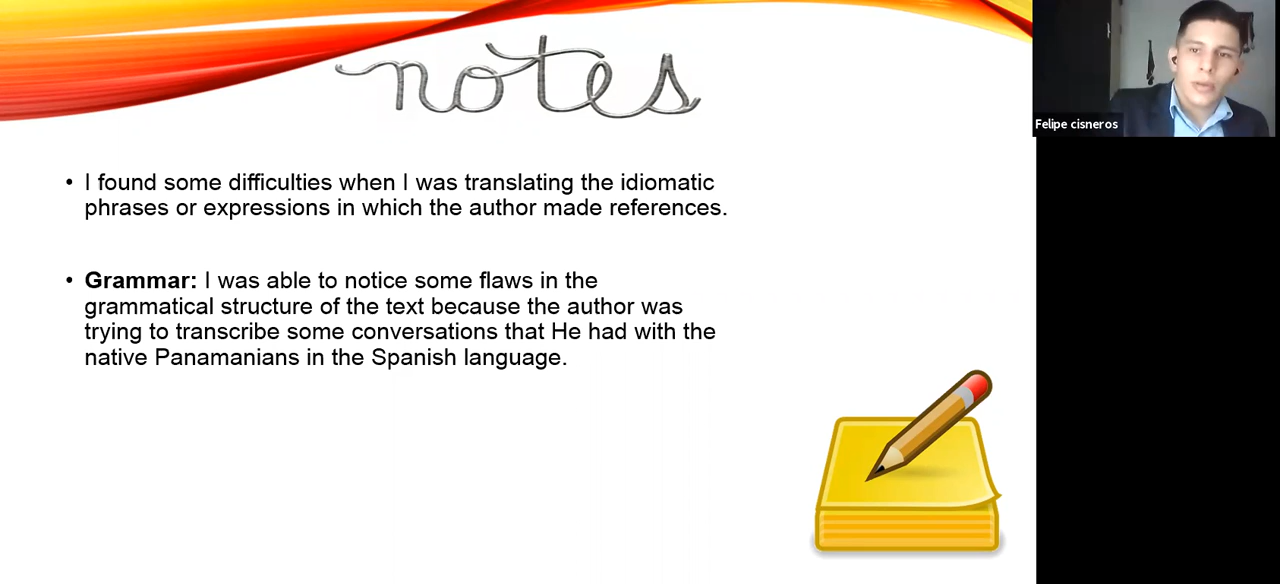 notes
• I found some difficulties when I was translating the idiomatic
phrases or expressions in which the author made references.
• Grammar: I was able to notice some flaws in the
grammatical structure of the text because the author was
trying to transcribe some conversations that He had with the
native Panamanians in the Spanish language.
Felipe cisneros